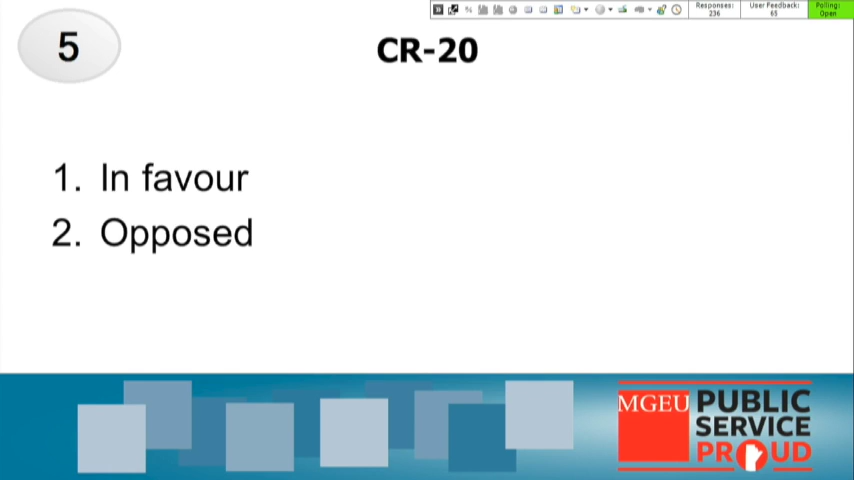 Responses: User Feedback: Polling:
236 65 Open
5
CR-20
1. In favour
2. Opposed
MGEU PUBLIC
SERVICE
PROUD